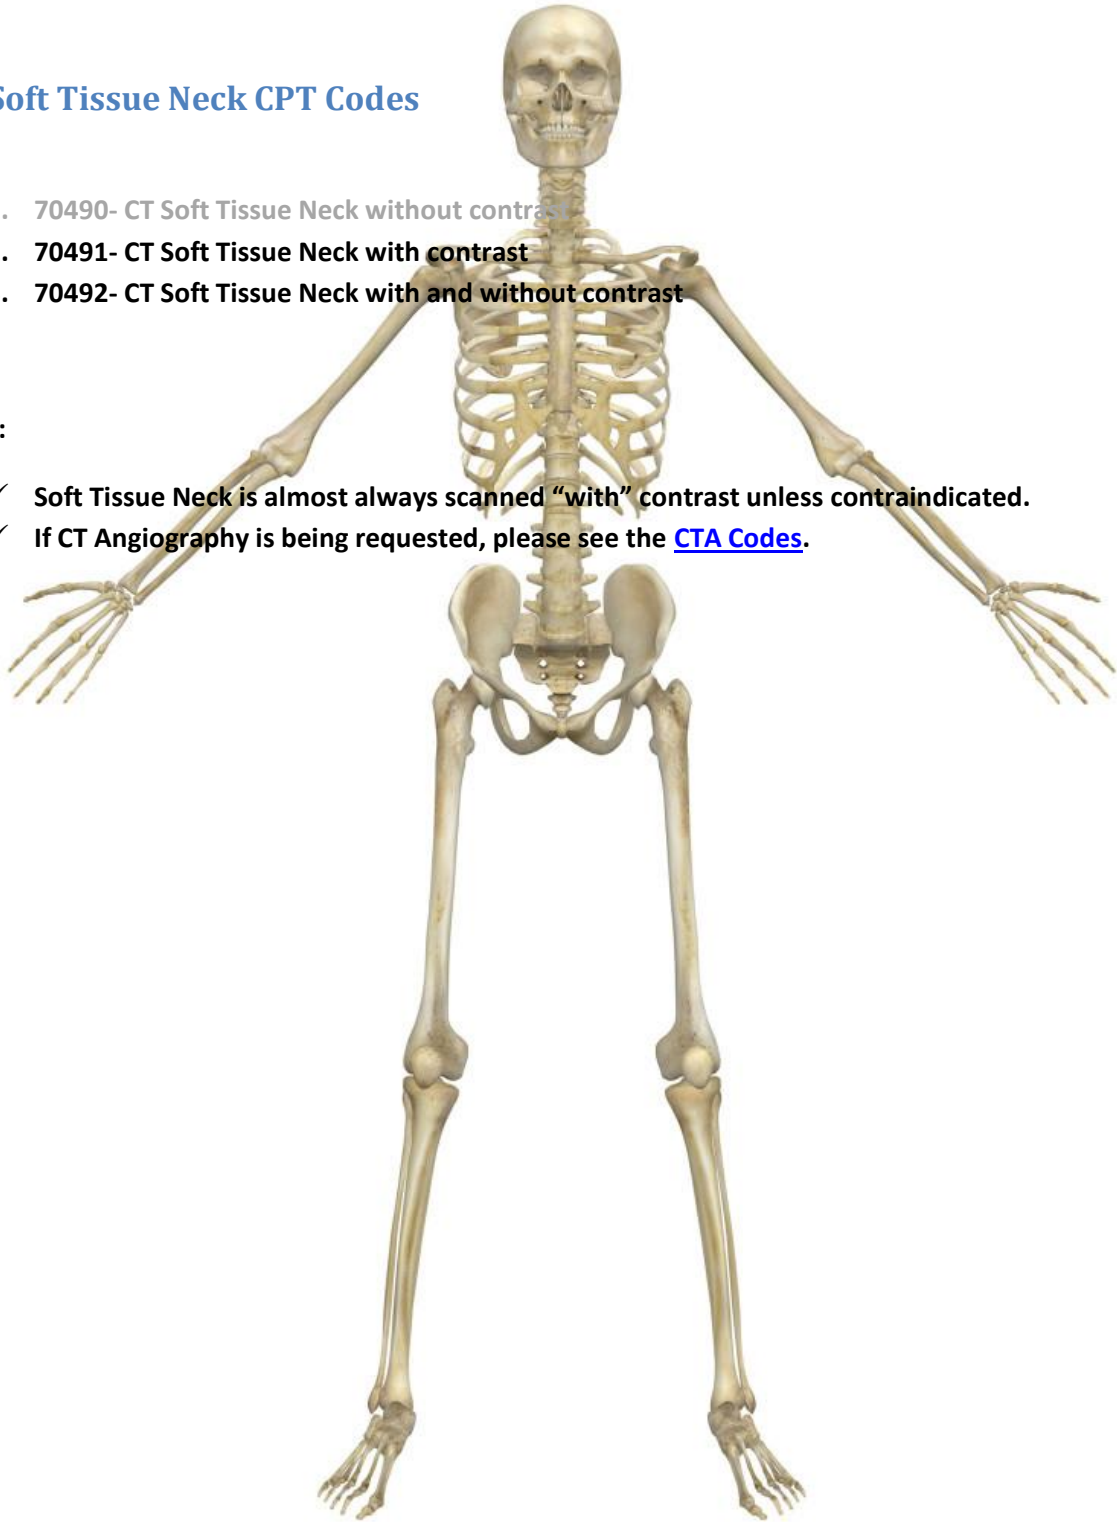 Soft Tissue Neck CPT Codes
. 70490- CT Soft Tissue Neck without contrast
. 70491- CT Soft Tissue Neck with contrast
. 70492- CT Soft Tissue Neck with and without contrast
:
✓ Soft Tissue Neck is almost always scanned “with” contrast unless contraindicated.
✓ If CT Angiography is being requested, please see the CTA Codes.